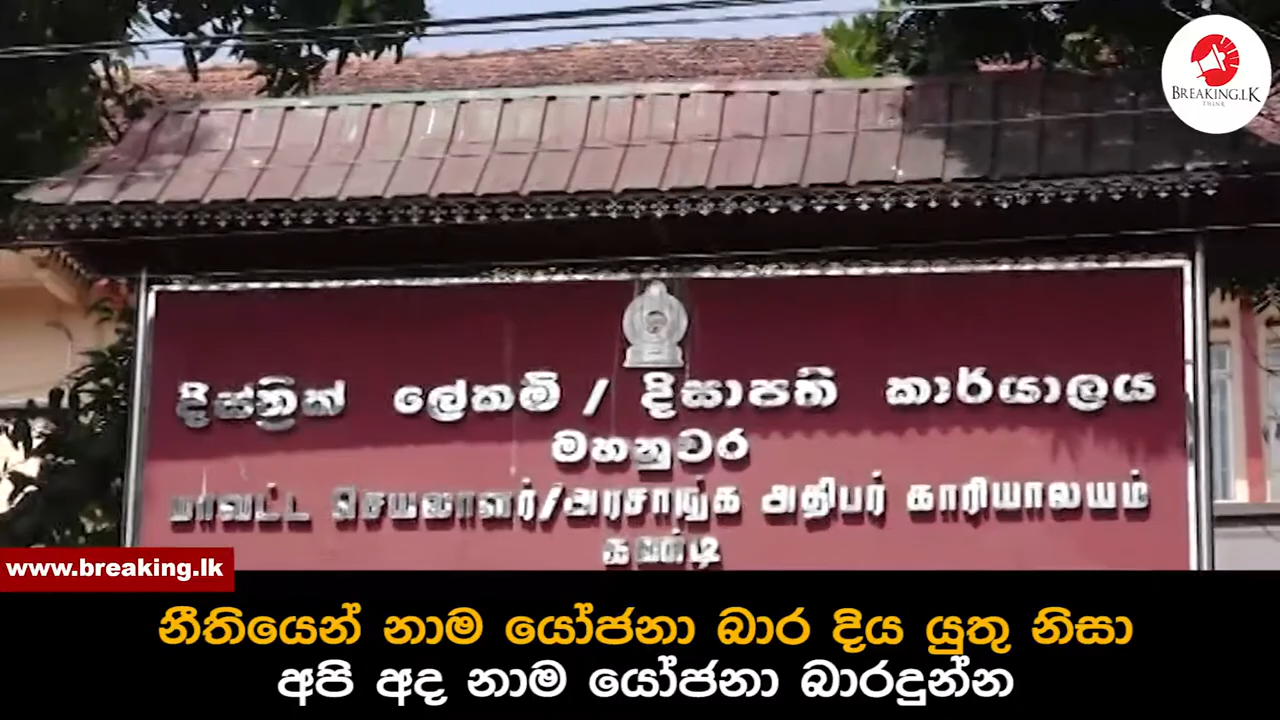 BREAKING.LK
THINK
දිස්ත්‍රික් ලේකම් / දිසාපති කාර්යාලය
මහනුවර
மாவட்ட செயலாளர்/அரசாங்க அதிபர் காரியாலயம்
கண்டி
www.breaking.lk
නීතියෙන් නාම යෝජනා බාර දිය යුතු නිසා
අපි අද නාම යෝජනා බාරදුන්න